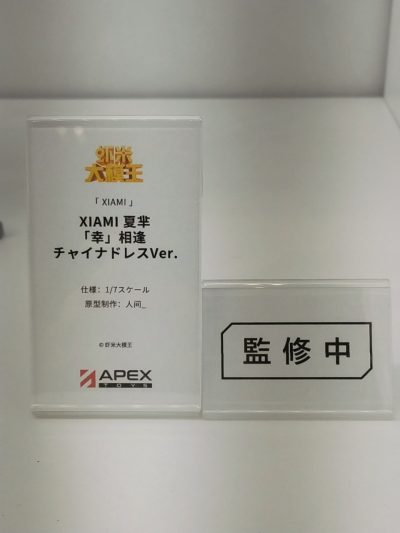 虾米
大模王
「 XIAMI 」
XIAMI 夏芈
「幸」相逢
チャイナドレスVer.
仕様：1/7スケール
原型制作：人间_
© 虾米大模王
APEX
TOYS
監修中